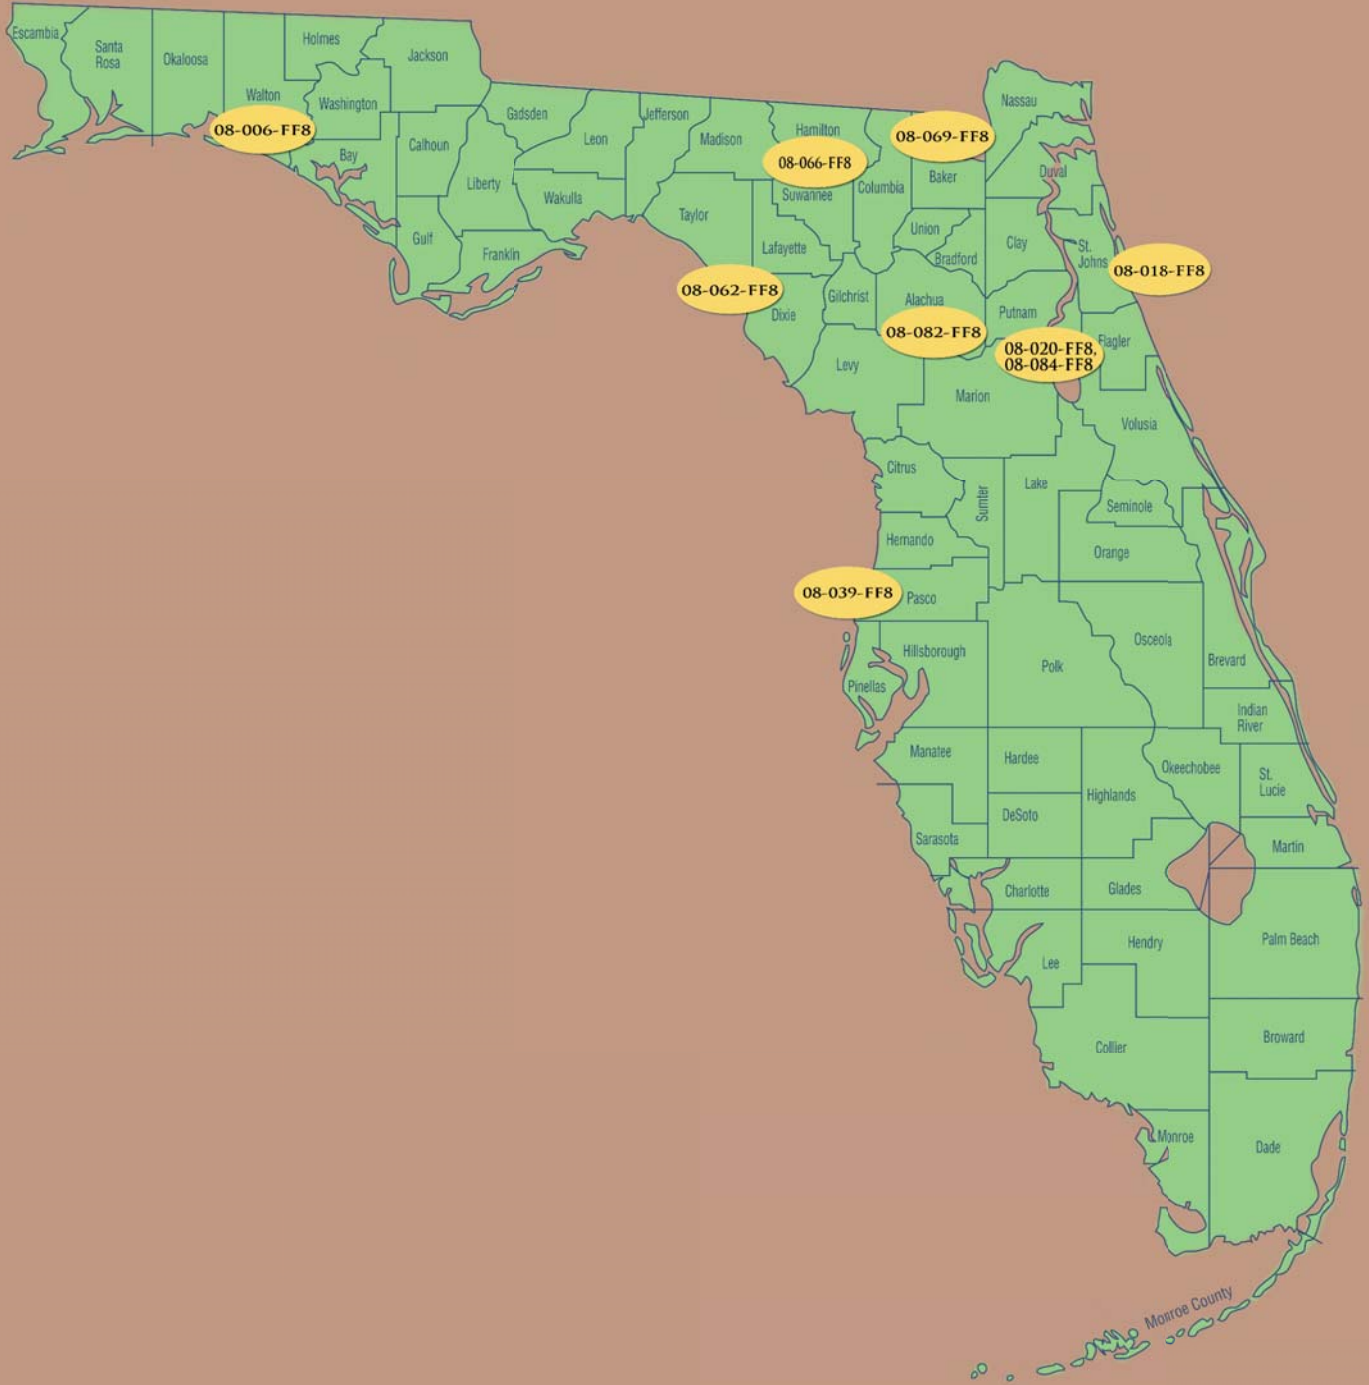 Escambia
Santa
Rosa
Okaloosa
Walton
Holmes
Jackson
Washington
08-006-FF8
Bay
Calhoun
Gadsden
Liberty
Gulf
Franklin
Leon
Wakulla
Jefferson
Madison
Taylor
Hamilton
08-066-FF8
Suwannee
Lafayette
08-062-FF8
Dixie
Columbia
08-069-FF8
Baker
Nassau
Duval
Union
Bradford
Clay
St.
Johns
08-018-FF8
Gilchrist
Alachua
08-082-FF8
Putnam
08-020-FF8,
08-084-FF8
Flagler
Levy
Marion
Volusia
Citrus
Sumter
Lake
Seminole
Hernando
Orange
08-039-FF8
Pasco
Hillsborough
Pinellas
Polk
Osceola
Brevard
Indian
River
Manatee
Hardee
Highlands
Okeechobee
St.
Lucie
DeSoto
Sarasota
Martin
Charlotte
Glades
Lee
Hendry
Palm Beach
Collier
Broward
Monroe
Dade
Monroe County